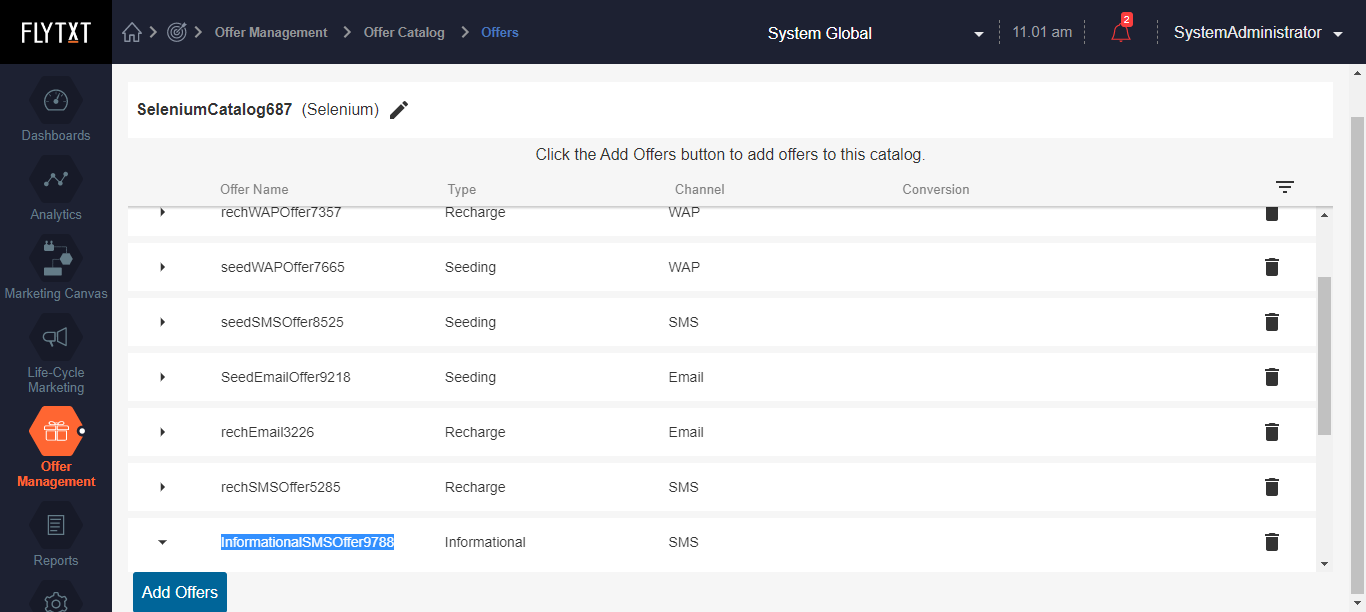 FLYTXT
Offer Management
Offer Catalog
Offers
System Global
11.01 am
2
SystemAdministrator
Dashboards
Analytics
Marketing Canvas
Life-Cycle
Marketing
Offer
Management
Reports
SeleniumCatalog687 (Selenium)
Click the Add Offers button to add offers to this catalog.
Offer Name Type Channel Conversion
rechWAPOffer7357 Recharge WAP
seedWAPOffer7665 Seeding WAP
seedSMSOffer8525 Seeding SMS
SeedEmailOffer9218 Seeding Email
rechEmail3226 Recharge Email
rechSMSOffer5285 Recharge SMS
InformationalSMSOffer9788 Informational SMS
Add Offers